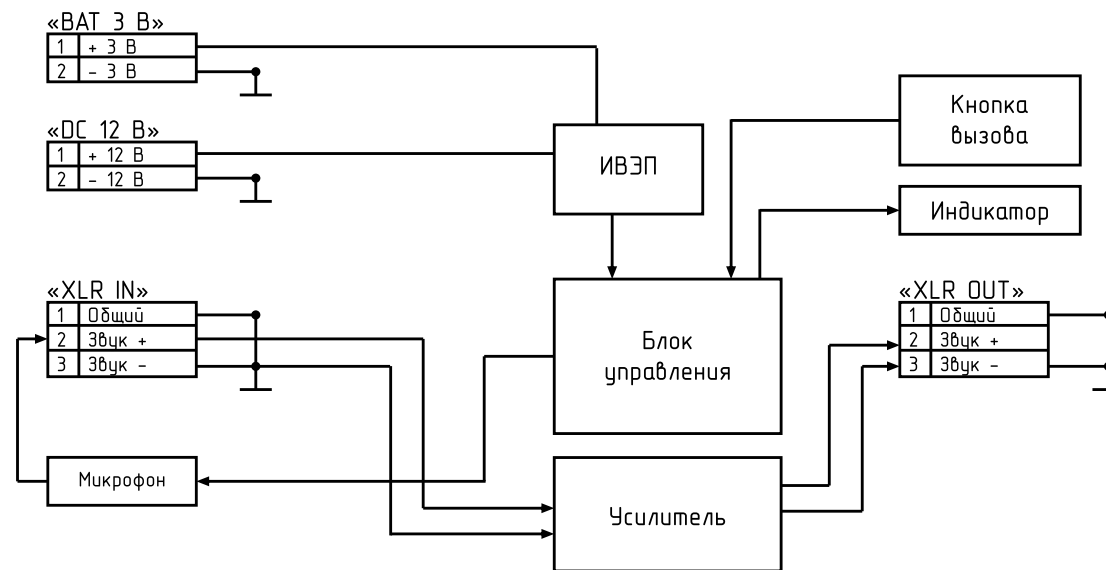 «ВАТ 3 В»
1 + 3 В
2 - 3 В
«DC 12 В»
1 + 12 В
2 - 12 В
ИВЭП
Кнопка
вызова
Индикатор
«XLR IN»
1 Общий
2 Звук +
3 Звук -
Блок
управления
«XLR OUT»
1 Общий
2 Звук +
3 Звук -
Микрофон
Усилитель